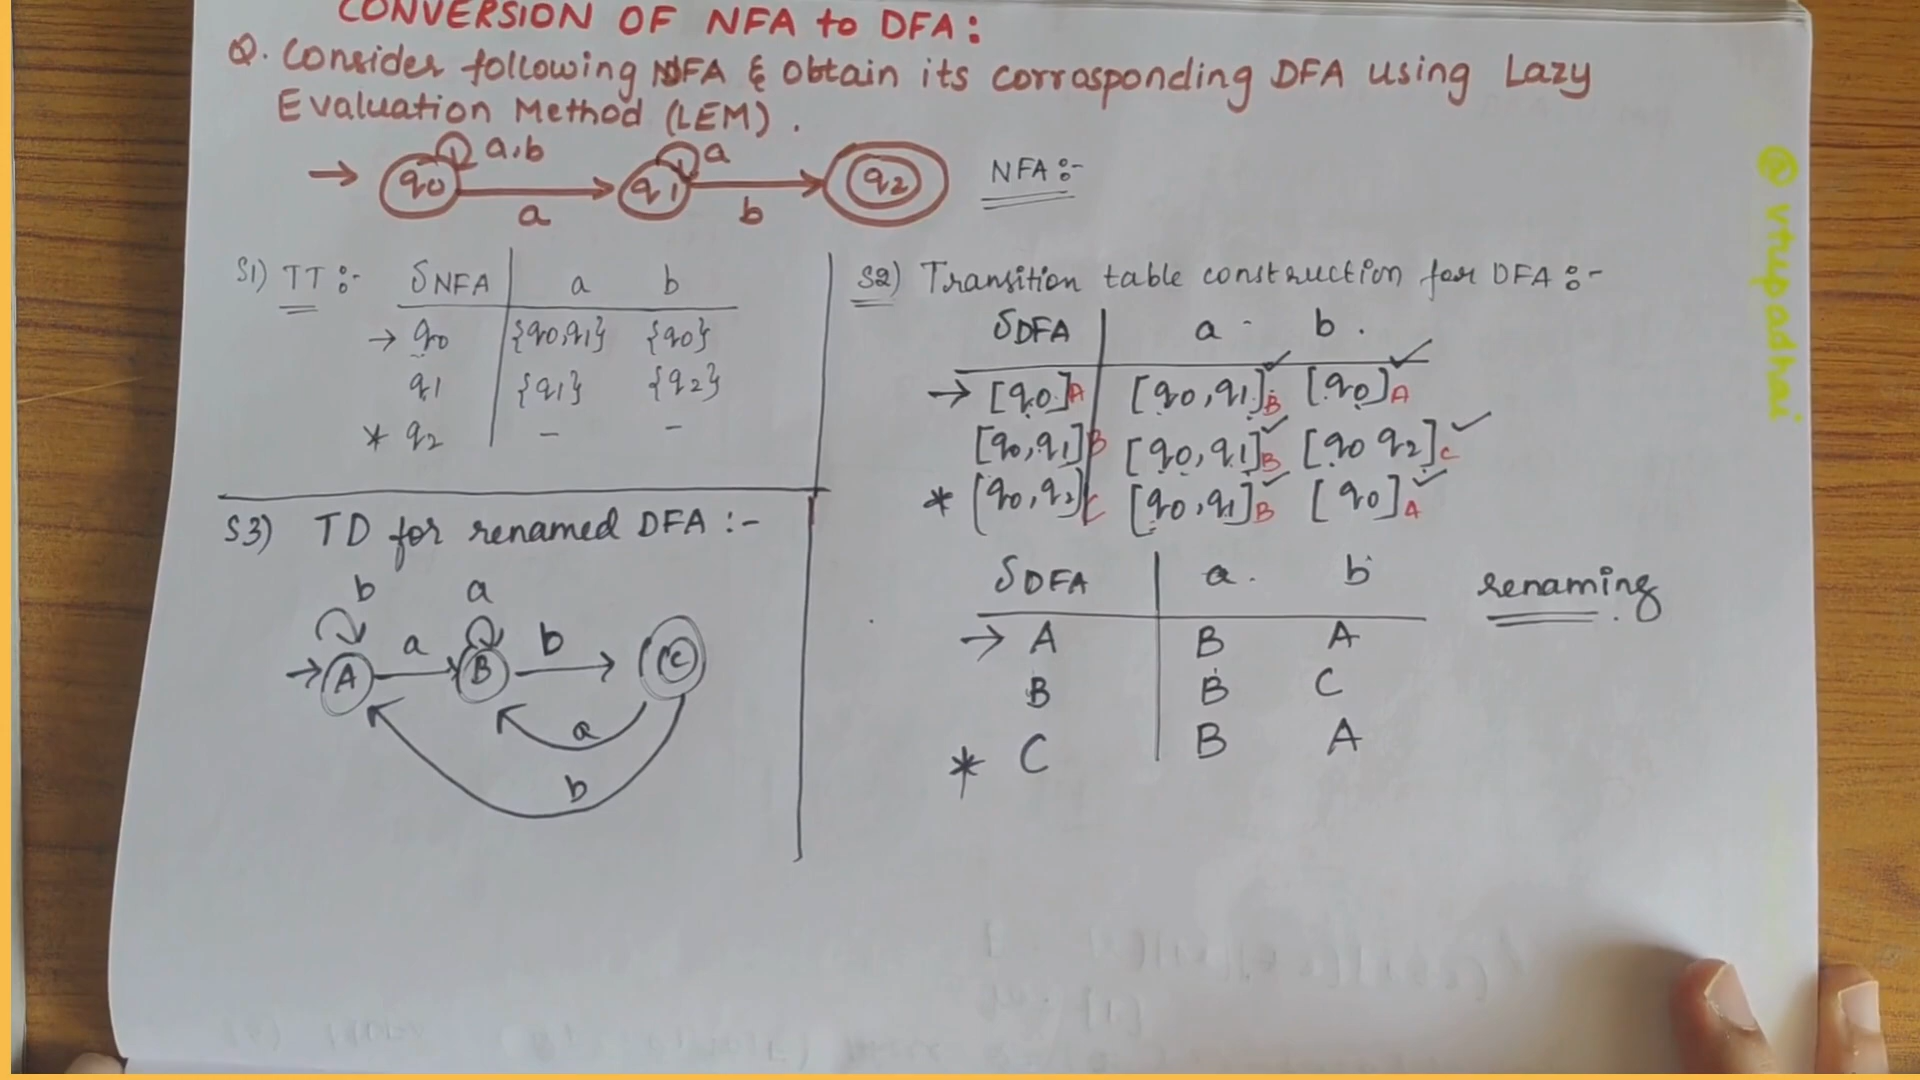 CONVERSION OF NFA to DFA:
Q. Consider following NFA & obtain its corrosponding DFA using Lazy
Evaluation Method (LEM).
a,b
a
→ q0 q1 q2 NFA:-
a b
S1) TT:- δNFA a b
→ q0 {q0,q1} {q0}
q1 {q1} {q2}
* q2 - -
S2) Transition table construction for DFA:-
δDFA a b
→ [q0]A [q0,q1]B ✓ [q0]A ✓
[q0,q1]B [q0,q1]B ✓ [q0 q2]C ✓
* [q0,q2]C [q0,q1]B ✓ [q0]A ✓
δDFA a b renaming
→ A B A
B B C
* C B A
S3) TD for renamed DFA:-
b a
a b
→ A B C
a
b
© vtupadhai